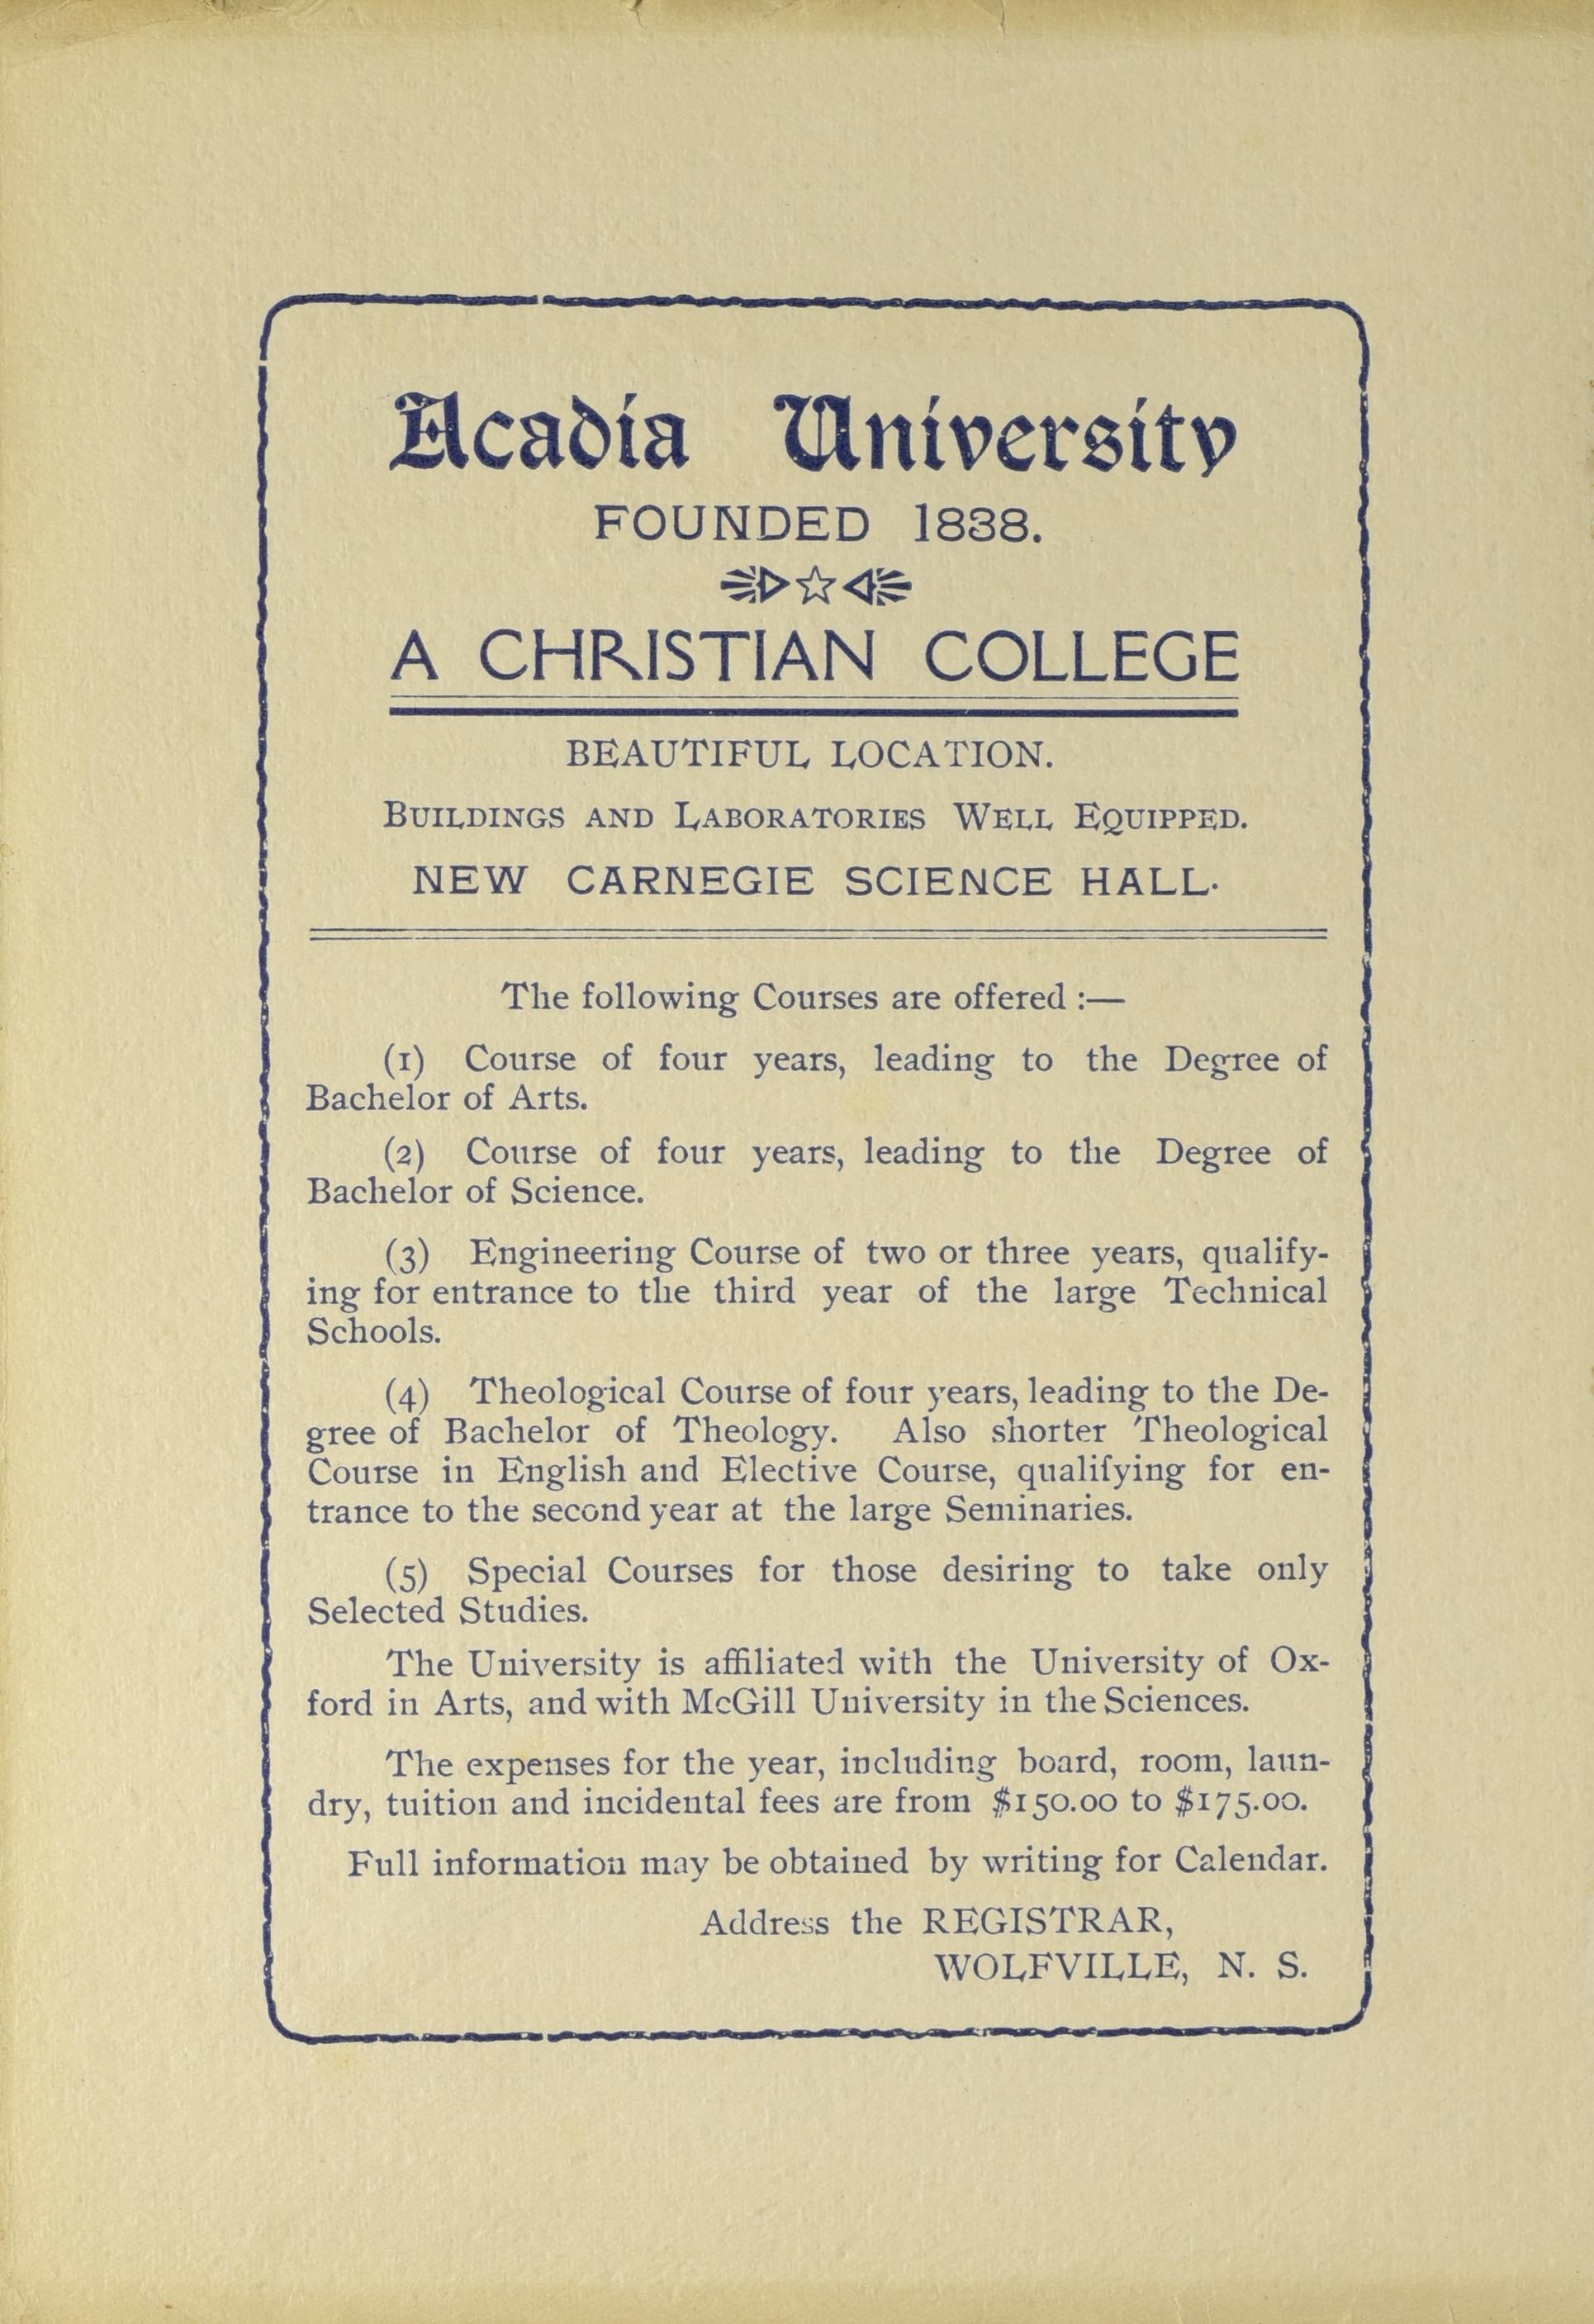 Acadia University
FOUNDED 1838.
A CHRISTIAN COLLEGE
BEAUTIFUL LOCATION.
BUILDINGS AND LABORATORIES WELL EQUIPPED.
NEW CARNEGIE SCIENCE HALL.
The following Courses are offered :—
(1) Course of four years, leading to the Degree of
Bachelor of Arts.
(2) Course of four years, leading to the Degree of
Bachelor of Science.
(3) Engineering Course of two or three years, qualify-
ing for entrance to the third year of the large Technical
Schools.
(4) Theological Course of four years, leading to the De-
gree of Bachelor of Theology. Also shorter Theological
Course in English and Elective Course, qualifying for en-
trance to the second year at the large Seminaries.
(5) Special Courses for those desiring to take only
Selected Studies.
The University is affiliated with the University of Ox-
ford in Arts, and with McGill University in the Sciences.
The expenses for the year, including board, room, laun-
dry, tuition and incidental fees are from $150.00 to $175.00.
Full information may be obtained by writing for Calendar.
Address the REGISTRAR,
WOLFVILLE, N. S.